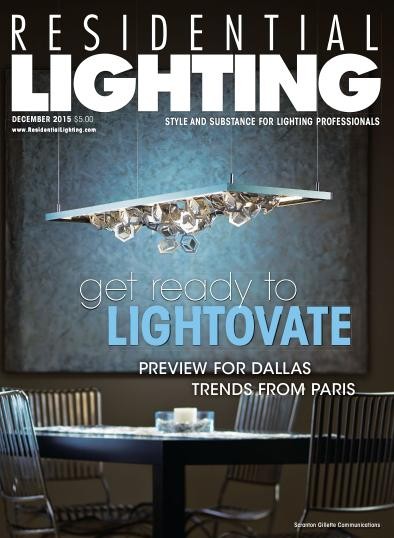 RESIDENTIAL
LIGHTING
DECEMBER 2015 $5.00
www.ResidentialLighting.com
STYLE AND SUBSTANCE FOR LIGHTING PROFESSIONALS
get ready to
LIGHTOVATE
PREVIEW FOR DALLAS
TRENDS FROM PARIS
Scranton Gillette Communications